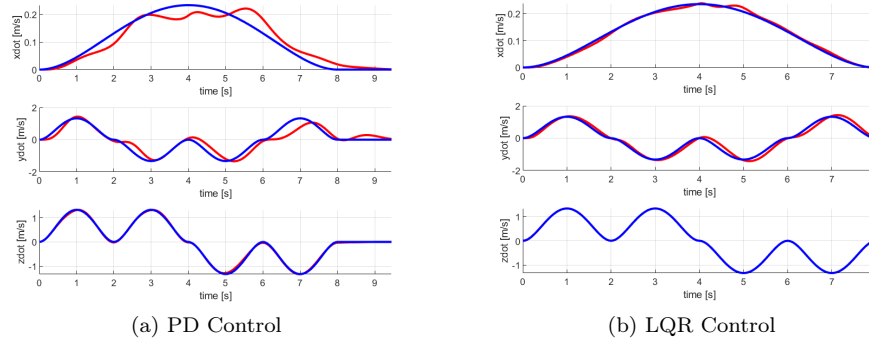 xdot [m/s]
0.2
0.1
0
0 1 2 3 4 5 6 7 8 9
time [s]
ydot [m/s]
2
0
-2
0 1 2 3 4 5 6 7 8 9
time [s]
zdot [m/s]
1
0
-1
0 1 2 3 4 5 6 7 8 9
time [s]
(a) PD Control
xdot [m/s]
0.2
0.1
0
0 1 2 3 4 5 6 7
time [s]
ydot [m/s]
2
0
-2
0 1 2 3 4 5 6 7
time [s]
zdot [m/s]
1
0
-1
0 1 2 3 4 5 6 7
time [s]
(b) LQR Control